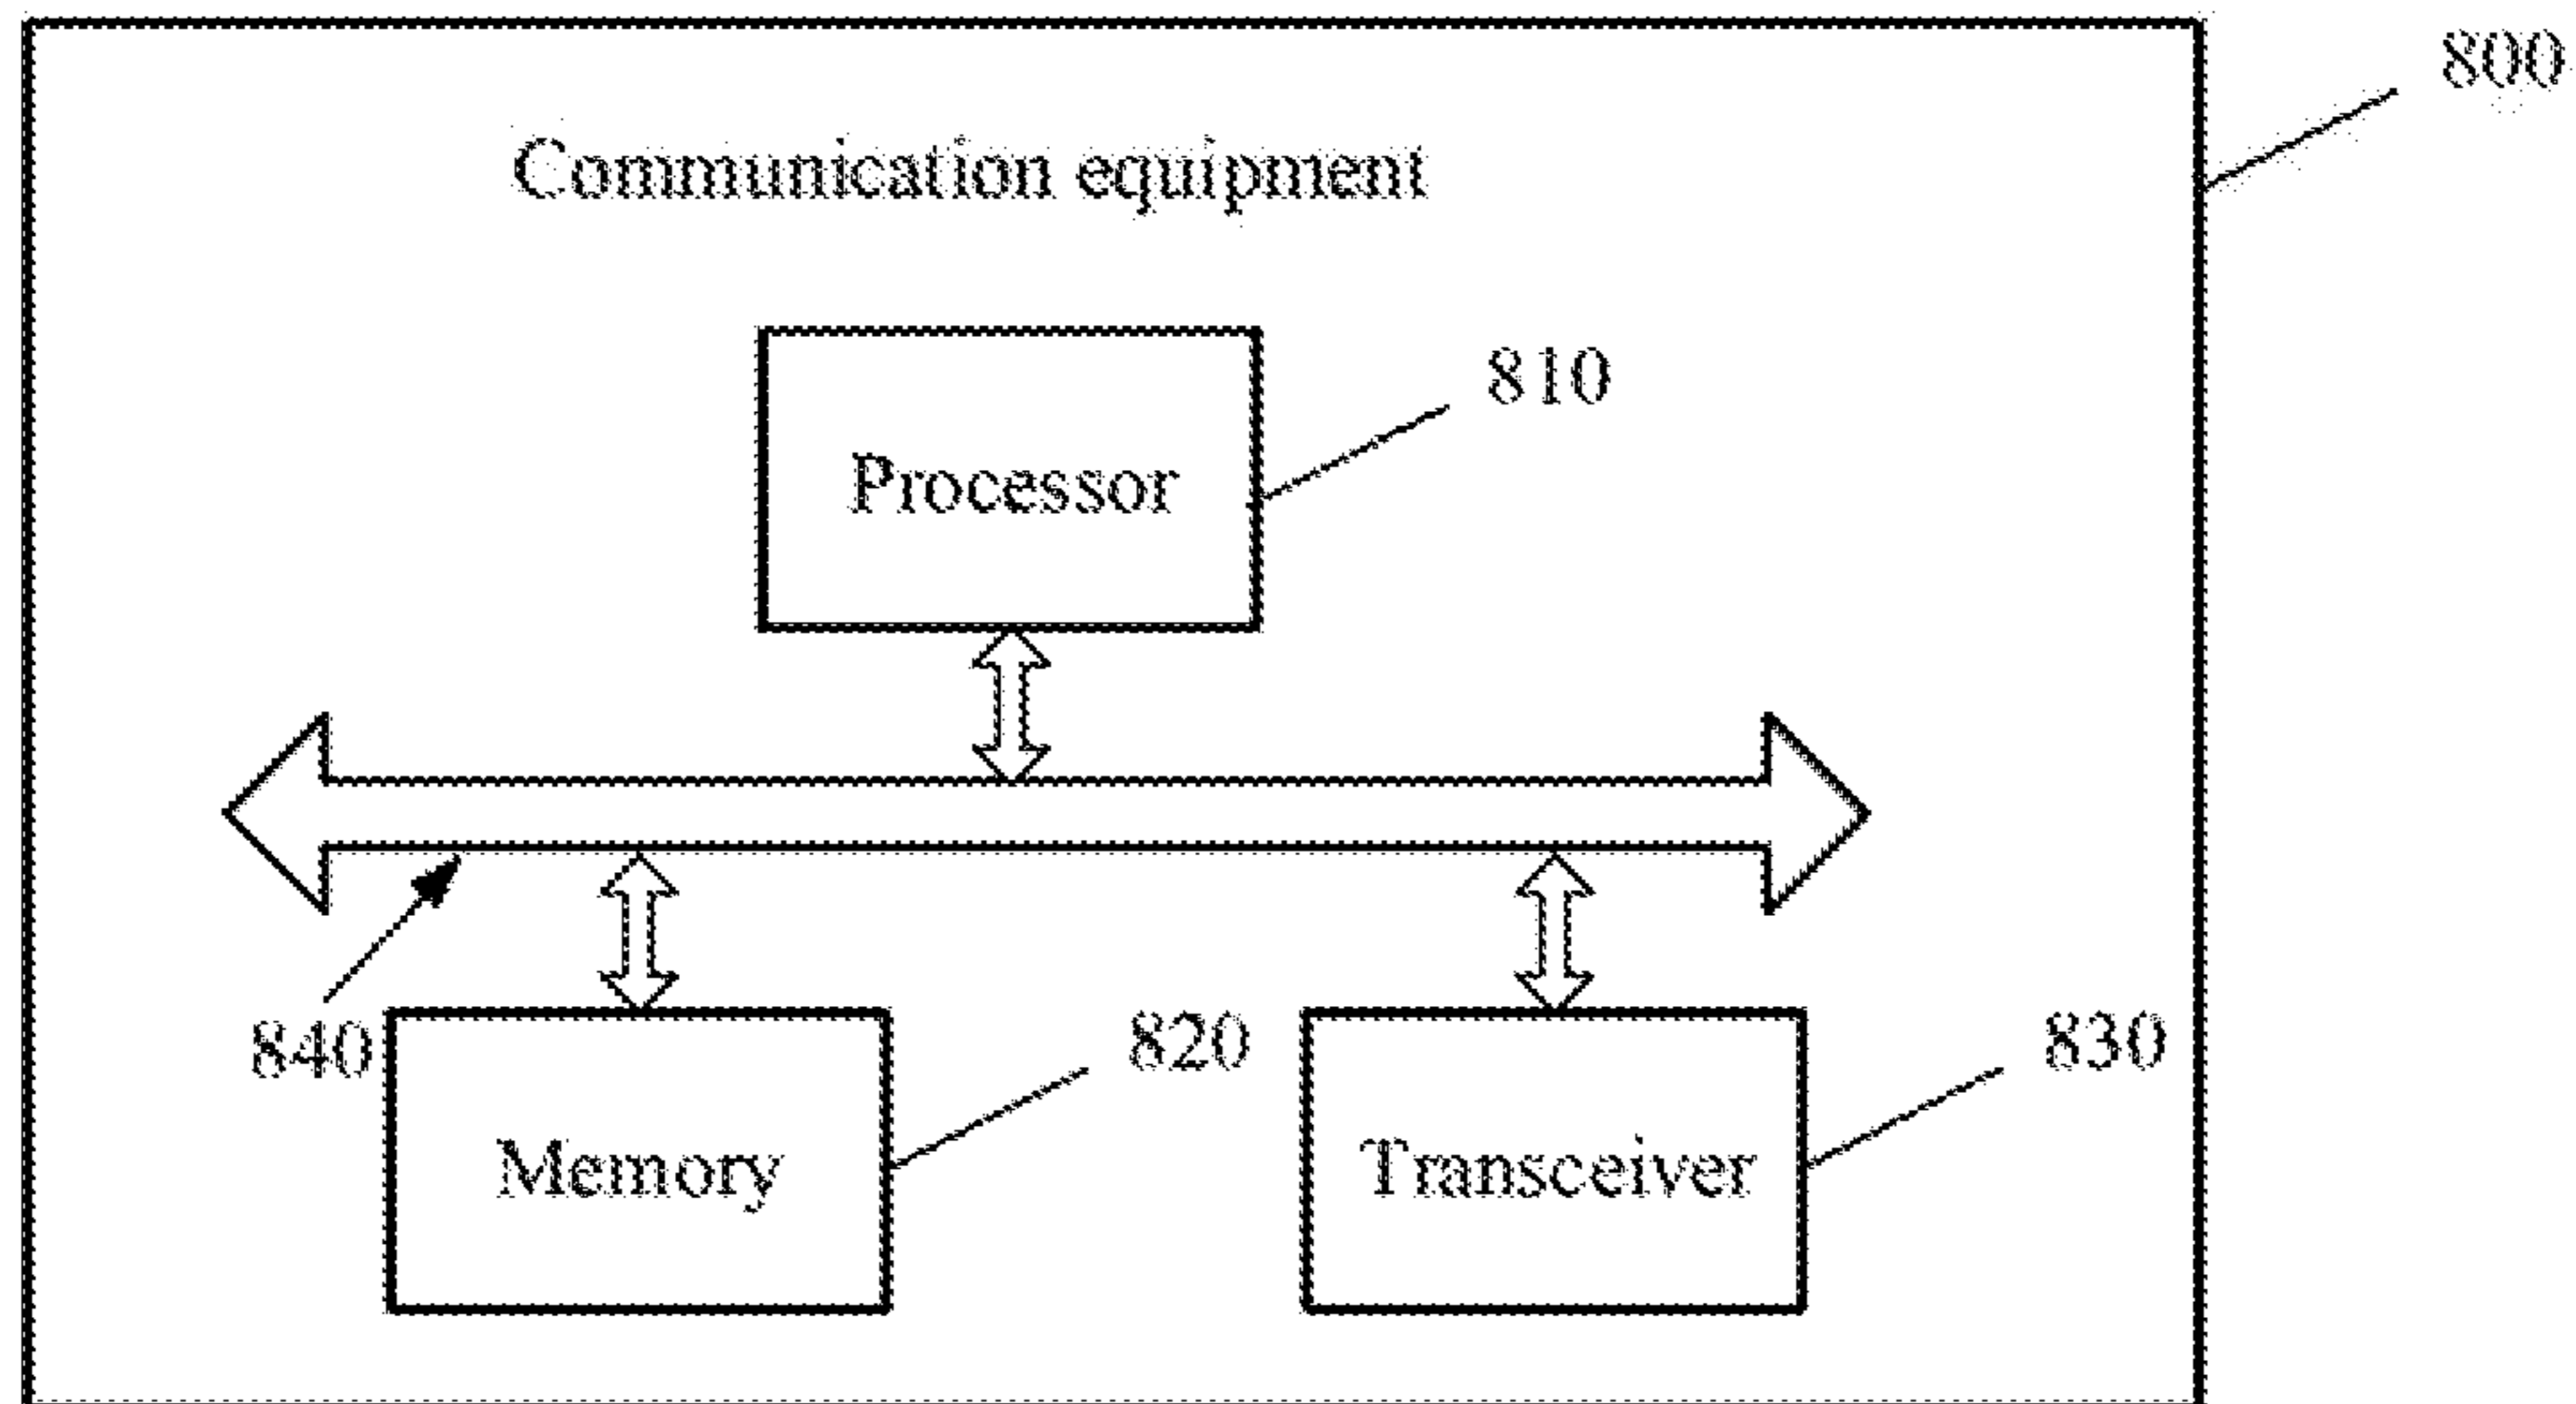 800
Communication equipment
810
Processor
840
820
830
Memory
Transceiver